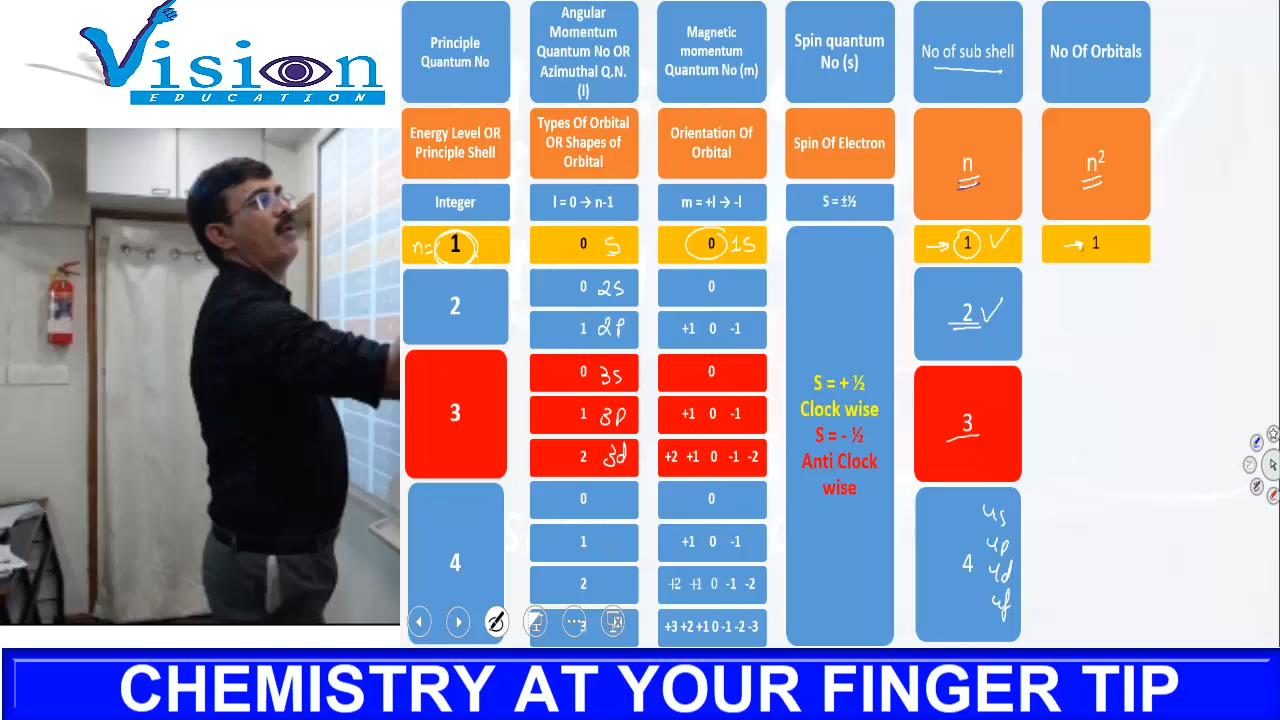 Vision
EDUCATION
Principle
Quantum No
Angular
Momentum
Quantum No OR
Azimuthal Q.N.
(l)
Magnetic
momentum
Quantum No (m)
Spin quantum
No (s)
No of sub shell
No Of Orbitals
Energy Level OR
Principle Shell
Types Of Orbital
OR Shapes of
Orbital
Orientation Of
Orbital
Spin Of Electron
n
n²
Integer
l = 0 → n-1
m = +l → -l
S = ±½
n= 1
0 S
0 1S
→ 1 ✓
→ 1
2
0 2s
0
1 2p
+1 0 -1
2 ✓
3
0 3s
0
1 3p
+1 0 -1
2 3d
+2 +1 0 -1 -2
3
S = + ½
Clock wise
S = - ½
Anti Clock
wise
4
0
0
1
+1 0 -1
2
+2 +1 0 -1 -2
3
+3 +2 +1 0 -1 -2 -3
4
4s
4p
4d
4f
CHEMISTRY AT YOUR FINGER TIP